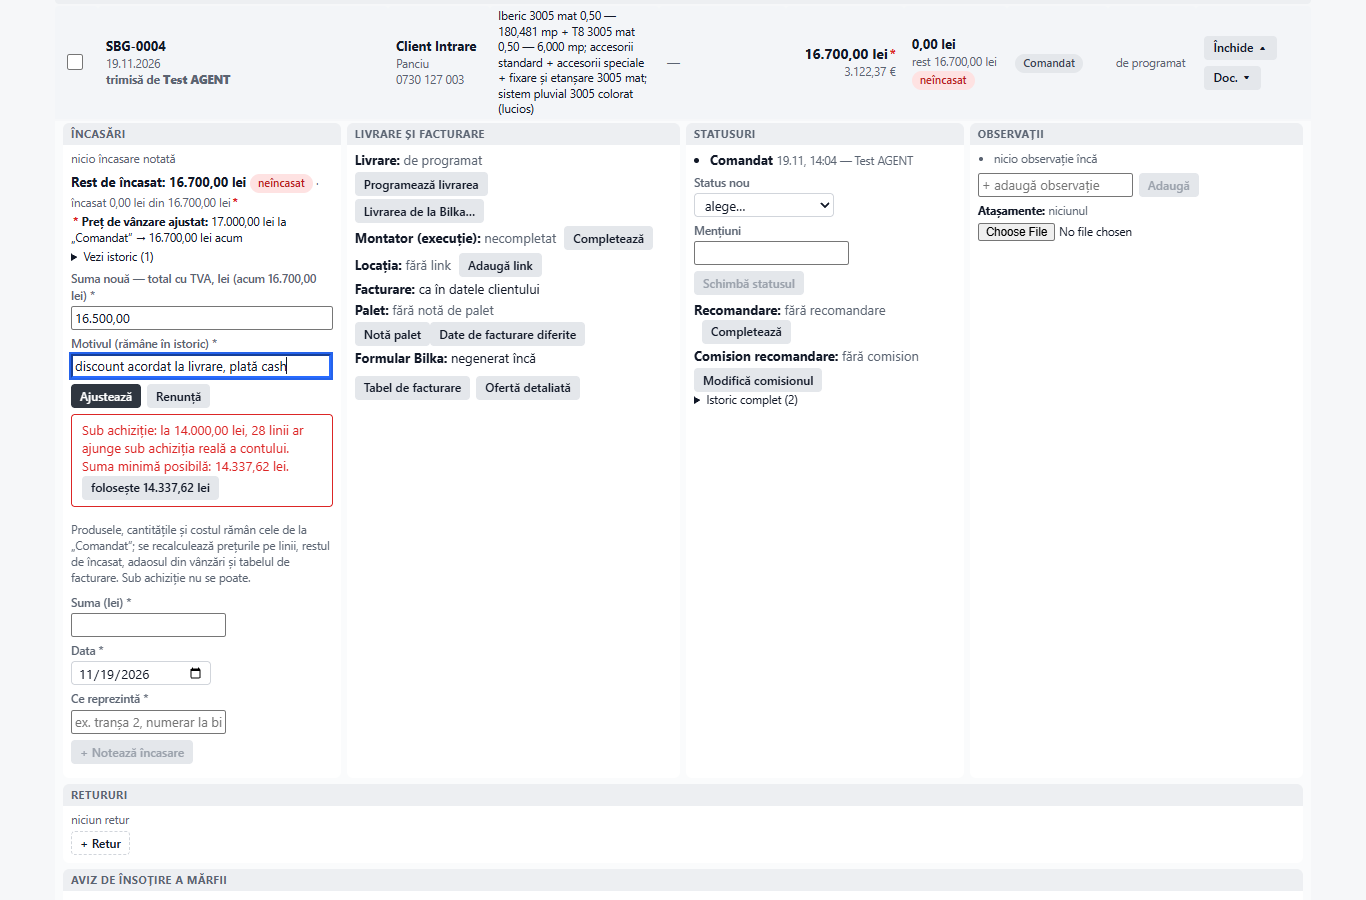 SBG-0004
19.11.2026
trimisă de Test AGENT
Client Intrare
Panciu
0730 127 003
Iberic 3005 mat 0,50 —
180,481 mp + T8 3005 mat
0,50 — 6,000 mp; accesorii
standard + accesorii speciale
+ fixare și etanșare 3005 mat;
sistem pluvial 3005 colorat
(lucios)
—
16.700,00 lei*
3.122,37 €
0,00 lei
rest 16.700,00 lei
neîncasat
Comandat
de programat
Închide ▲
Doc. ▼
ÎNCASĂRI
nicio încasare notată
Rest de încasat: 16.700,00 lei neîncasat ·
încasat 0,00 lei din 16.700,00 lei*
* Preț de vânzare ajustat: 17.000,00 lei la
„Comandat” → 16.700,00 lei acum
▶ Vezi istoric (1)
Suma nouă — total cu TVA, lei (acum 16.700,00
lei) *
16.500,00
Motivul (rămâne în istoric) *
discount acordat la livrare, plată cash
Ajustează Renunță
Sub achiziție: la 14.000,00 lei, 28 linii ar
ajunge sub achiziția reală a contului.
Suma minimă posibilă: 14.337,62 lei.
folosește 14.337,62 lei
Produsele, cantitățile și costul rămân cele de la
„Comandat”; se recalculează prețurile pe linii, restul
de încasat, adaosul din vânzări și tabelul de
facturare. Sub achiziție nu se poate.
Suma (lei) *
Data *
11/19/2026
Ce reprezintă *
ex. tranșa 2, numerar la bi
+ Notează încasare
LIVRARE ȘI FACTURARE
Livrare: de programat
Programează livrarea
Livrarea de la Bilka...
Montator (execuție): necompletat Completează
Locația: fără link Adaugă link
Facturare: ca în datele clientului
Palet: fără notă de palet
Notă palet Date de facturare diferite
Formular Bilka: negenerat încă
Tabel de facturare Ofertă detaliată
STATUSURI
• Comandat 19.11, 14:04 — Test AGENT
Status nou
alege...
Mențiuni
Schimbă statusul
Recomandare: fără recomandare
Completează
Comision recomandare: fără comision
Modifică comisionul
▶ Istoric complet (2)
OBSERVAȚII
• nicio observație încă
+ adaugă observație Adaugă
Atașamente: niciunul
Choose File No file chosen
RETURURI
niciun retur
+ Retur
AVIZ DE ÎNSOȚIRE A MĂRFII